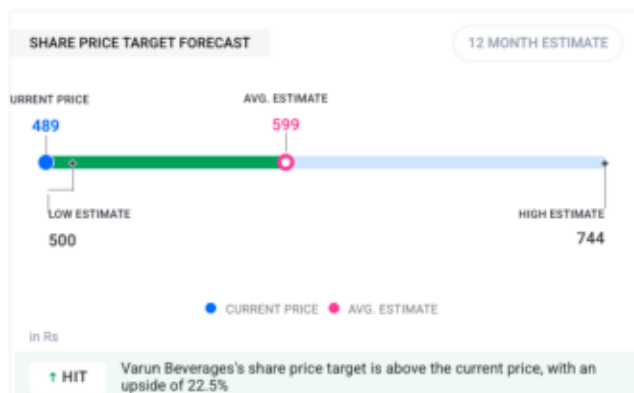 SHARE PRICE TARGET FORECAST
12 MONTH ESTIMATE
URRENT PRICE
AVG. ESTIMATE
489
599
LOW ESTIMATE
HIGH ESTIMATE
500
744
CURRENT PRICE
AVG. ESTIMATE
in Rs
↑ HIT
Varun Beverages's share price target is above the current price, with an
upside of 22.5%